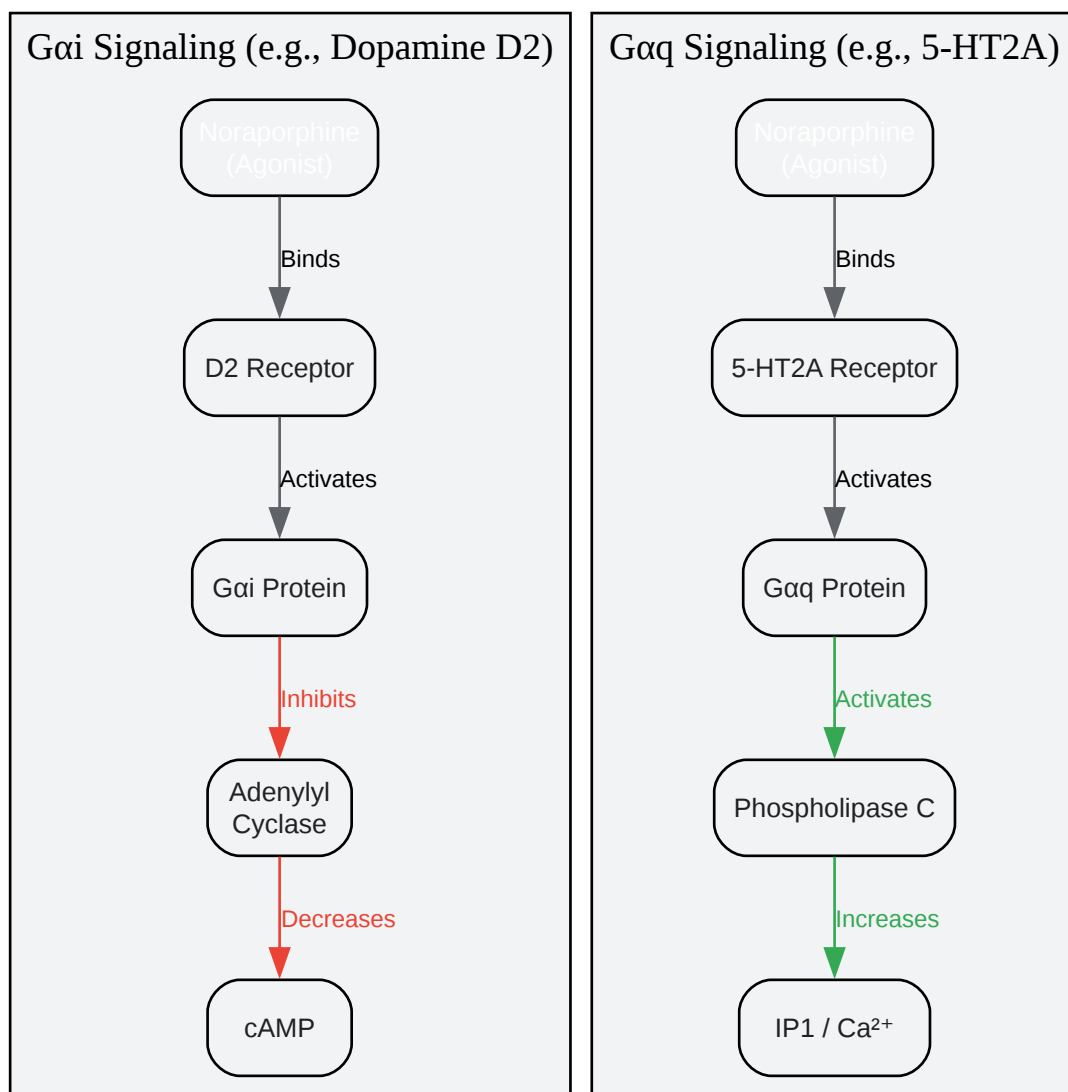 Gαi Signaling (e.g., Dopamine D2)
Noraporphine
(Agonist)
Binds
D2 Receptor
Activates
Gαi Protein
Inhibits
Adenylyl
Cyclase
Decreases
cAMP
Gαq Signaling (e.g., 5-HT2A)
Noraporphine
(Agonist)
Binds
5-HT2A Receptor
Activates
Gαq Protein
Activates
Phospholipase C
Increases
IP1 / Ca²⁺